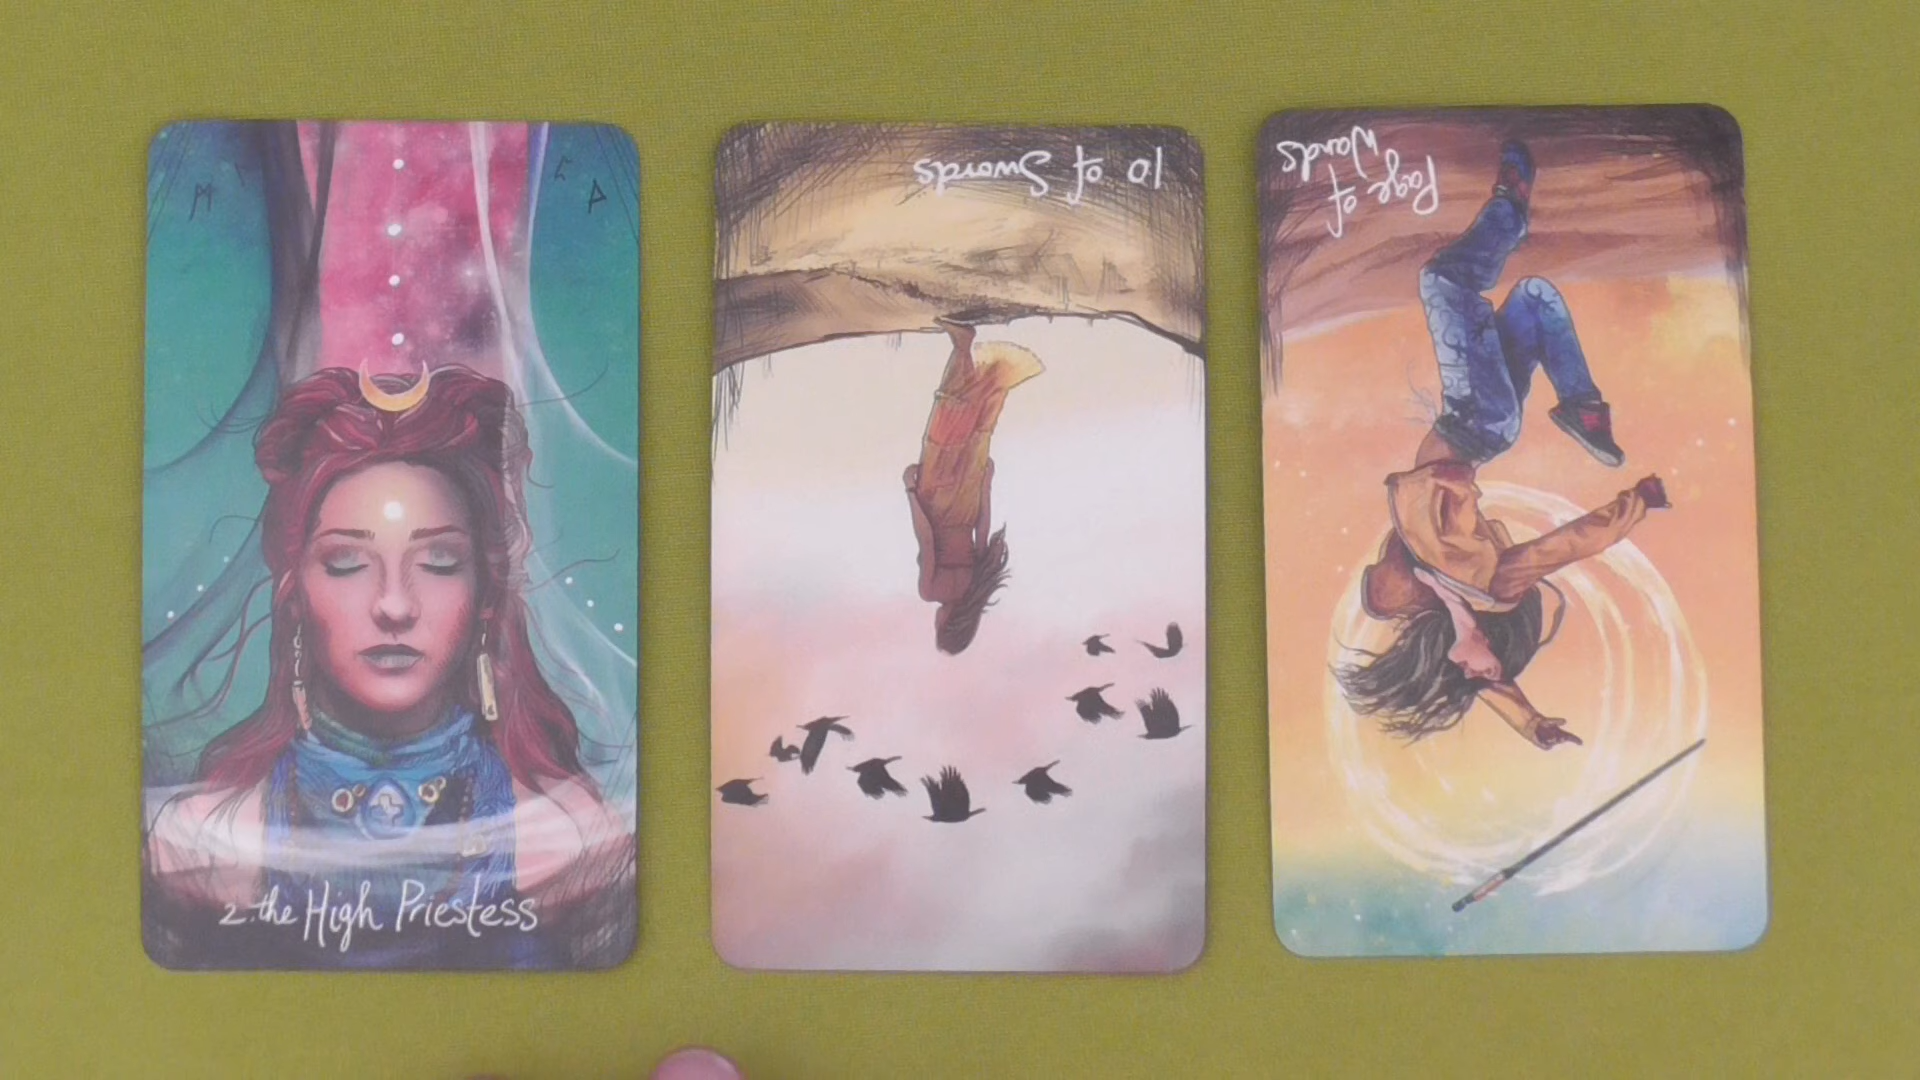 2. the High Priestess
10 of Swords
Page of
Wands